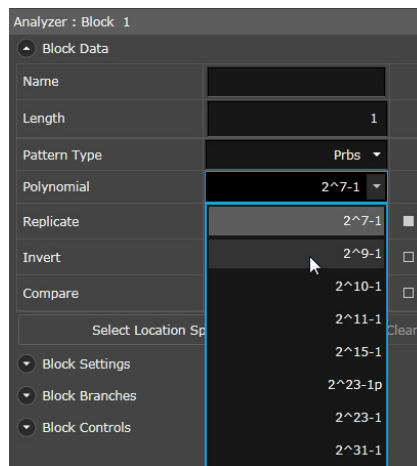 Analyzer : Block 1
Block Data
Name
Length 1
Pattern Type Prbs
Polynomial 2^7-1
Replicate 2^7-1
Invert 2^9-1
Compare 2^10-1
2^11-1
Select Location Sp Clear
2^15-1
Block Settings
2^23-1p
Block Branches
2^23-1
Block Controls
2^31-1